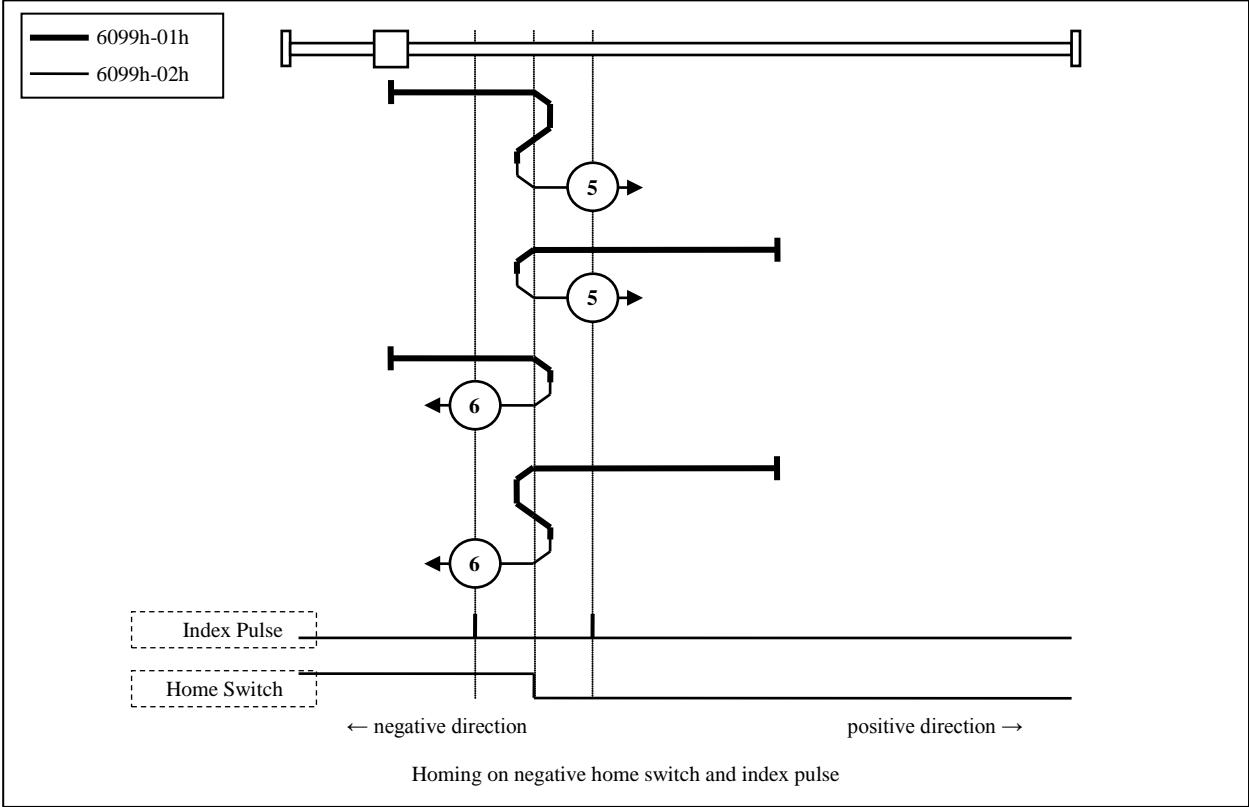 6099h-01h
6099h-02h
5
5
6
6
Index Pulse
Home Switch
← negative direction
positive direction →
Homing on negative home switch and index pulse